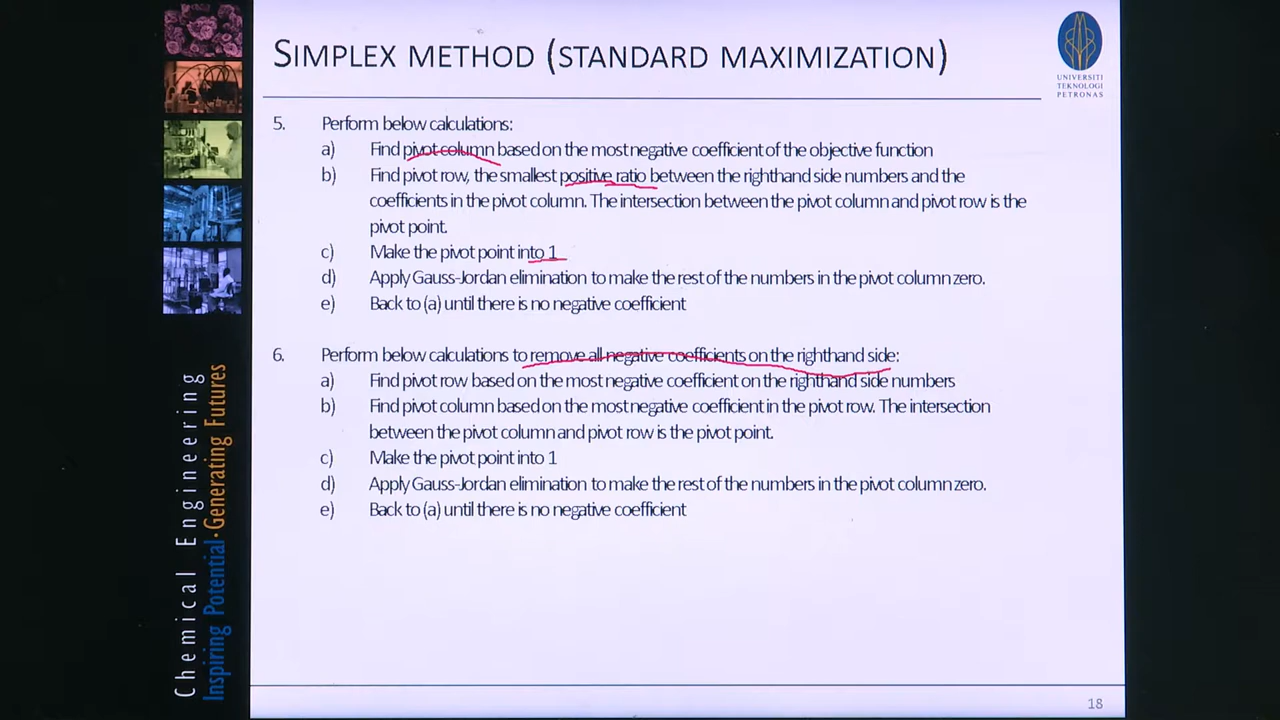 SIMPLEX METHOD (STANDARD MAXIMIZATION)
UNIVERSITI
TEKNOLOGI
PETRONAS
5. Perform below calculations:
a) Find pivot column based on the most negative coefficient of the objective function
b) Find pivot row, the smallest positive ratio between the righthand side numbers and the
coefficients in the pivot column. The intersection between the pivot column and pivot row is the
pivot point.
c) Make the pivot point into 1
d) Apply Gauss-Jordan elimination to make the rest of the numbers in the pivot column zero.
e) Back to (a) until there is no negative coefficient
6. Perform below calculations to remove all negative coefficients on the righthand side:
a) Find pivot row based on the most negative coefficient on the righthand side numbers
b) Find pivot column based on the most negative coefficient in the pivot row. The intersection
between the pivot column and pivot row is the pivot point.
c) Make the pivot point into 1
d) Apply Gauss-Jordan elimination to make the rest of the numbers in the pivot column zero.
e) Back to (a) until there is no negative coefficient
Chemical Engineering
Inspiring Potential • Generating Futures
18